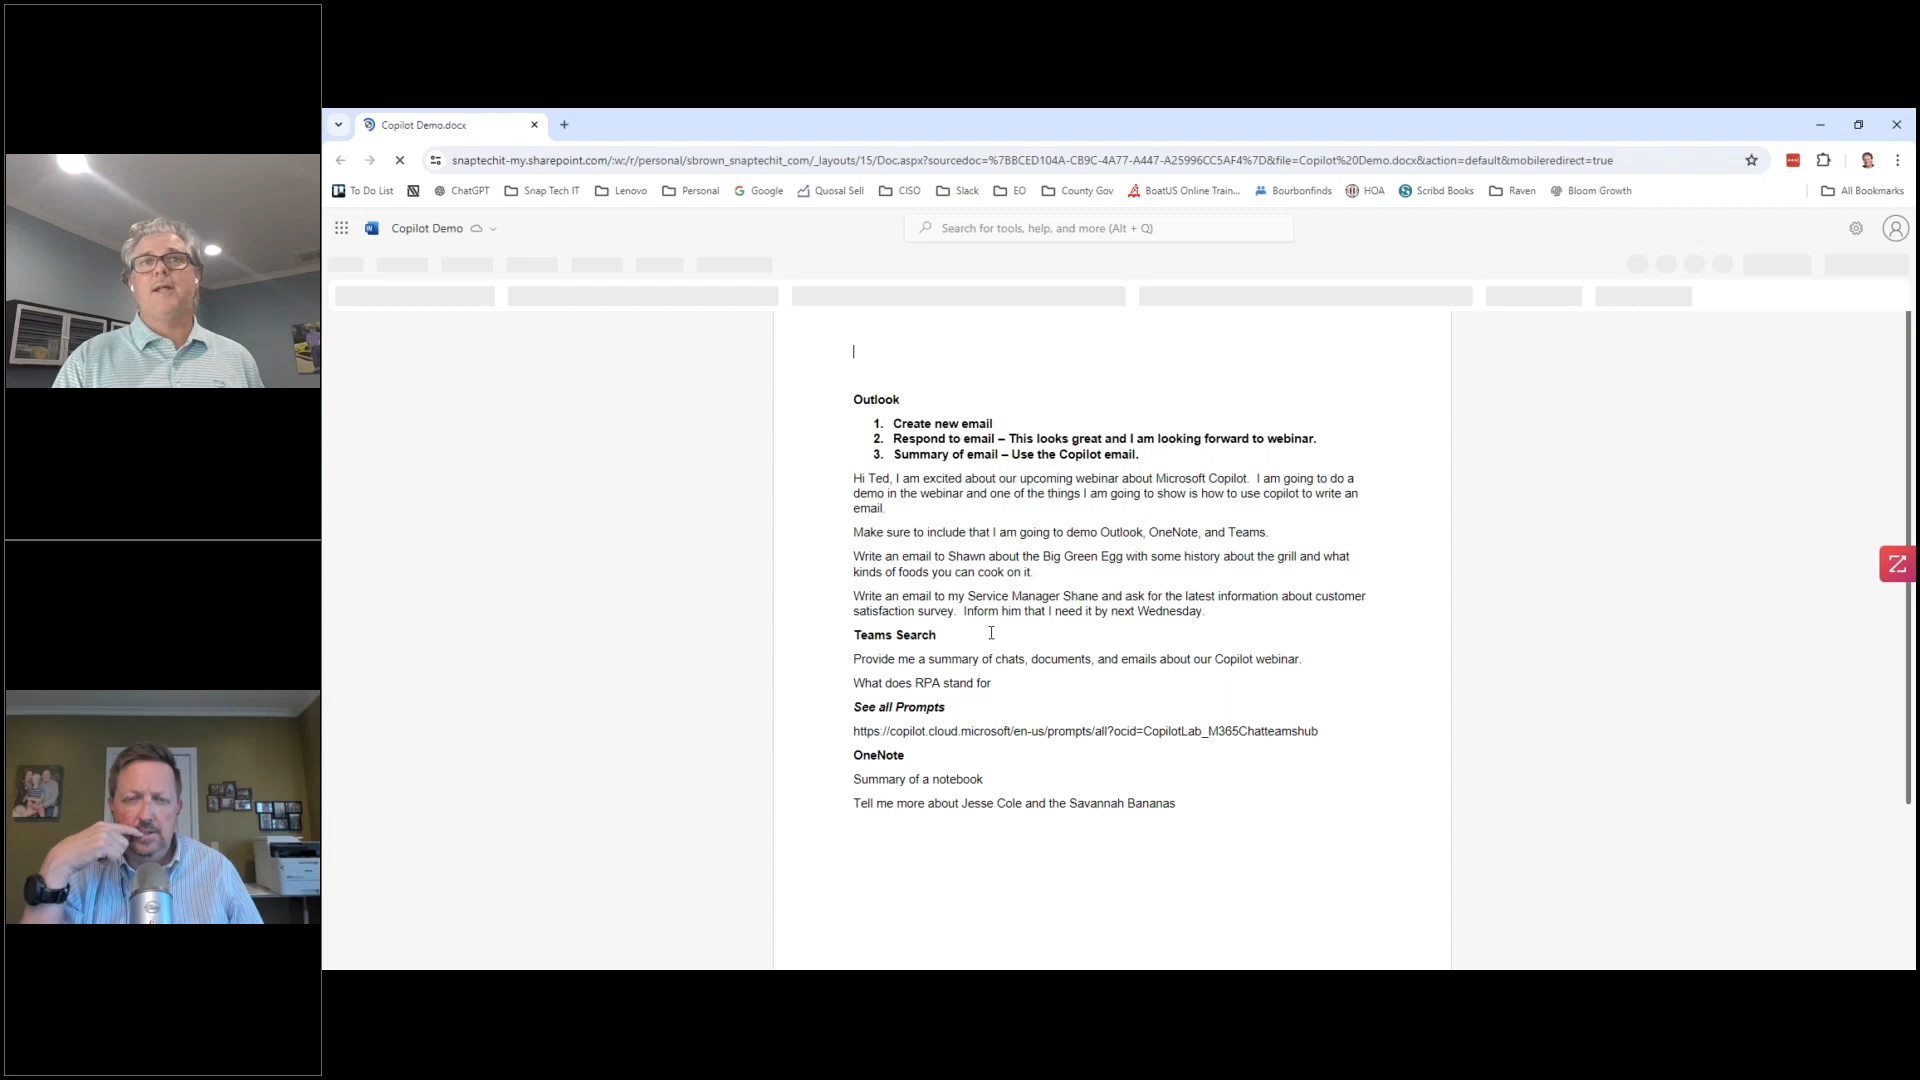 Copilot Demo.docx
snaptechit-my.sharepoint.com/:w:/r/personal/sbrown_snaptechit_com/_layouts/15/Doc.aspx?sourcedoc=%7BBCED104A-CB9C-4A77-A447-A25996CC5AF4%7D&file=Copilot%20Demo.docx&action=default&mobileredirect=true
To Do List ChatGPT Snap Tech IT Lenovo Personal Google Quosal Sell CISO Slack EO County Gov BoatUS Online Train... Bourbonfinds HOA Scribd Books Raven Bloom Growth All Bookmarks
Copilot Demo
Search for tools, help, and more (Alt + Q)
Outlook
1. Create new email
2. Respond to email – This looks great and I am looking forward to webinar.
3. Summary of email – Use the Copilot email.
Hi Ted, I am excited about our upcoming webinar about Microsoft Copilot. I am going to do a
demo in the webinar and one of the things I am going to show is how to use copilot to write an
email.
Make sure to include that I am going to demo Outlook, OneNote, and Teams.
Write an email to Shawn about the Big Green Egg with some history about the grill and what
kinds of foods you can cook on it.
Write an email to my Service Manager Shane and ask for the latest information about customer
satisfaction survey. Inform him that I need it by next Wednesday.
Teams Search
Provide me a summary of chats, documents, and emails about our Copilot webinar.
What does RPA stand for
See all Prompts
https://copilot.cloud.microsoft/en-us/prompts/all?ocid=CopilotLab_M365Chatteamshub
OneNote
Summary of a notebook
Tell me more about Jesse Cole and the Savannah Bananas